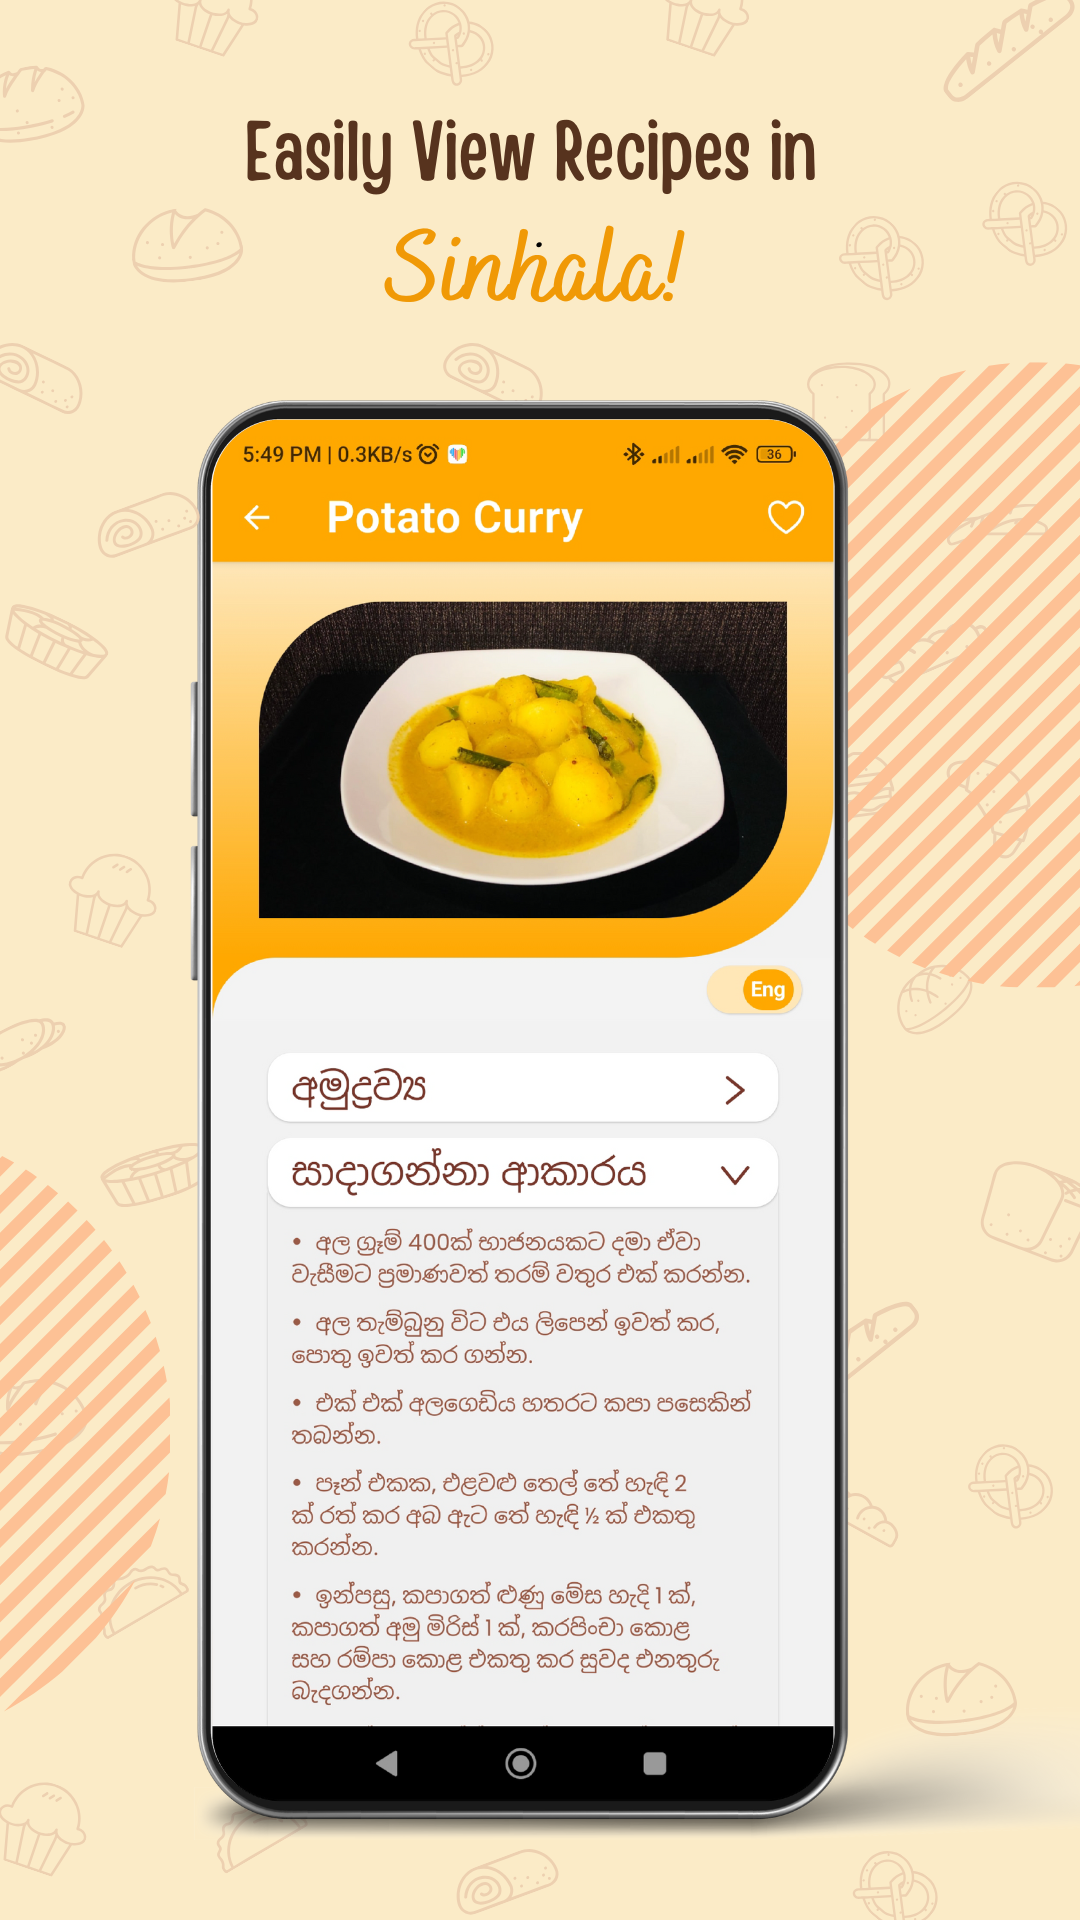 Easily View Recipes in
Sinhala!
5:49 PM | 0.3KB/s
36
Potato Curry
Eng
අමුද්‍රව්‍ය
සාදාගන්නා ආකාරය
• අල ග්‍රෑම් 400ක් භාජනයකට දමා ඒවා
වැසීමට ප්‍රමාණවත් තරම් වතුර එක් කරන්න.
• අල තැම්බුනු විට එය ලිපෙන් ඉවත් කර,
පොතු ඉවත් කර ගන්න.
• එක් එක් අලගෙඩිය හතරට කපා පසෙකින්
තබන්න.
• පෑන් එකක, එළවළු තෙල් තේ හැඳි 2
ක් රත් කර අබ ඇට තේ හැඳි ½ ක් එකතු
කරන්න.
• ඉන්පසු, කපාගත් ළුණු මේස හැඳි 1 ක්,
කපාගත් අමු මිරිස් 1 ක්, කරපිංචා කොළ
සහ රම්පා කොළ එකතු කර සුවද එනතුරු
බැදගන්න.